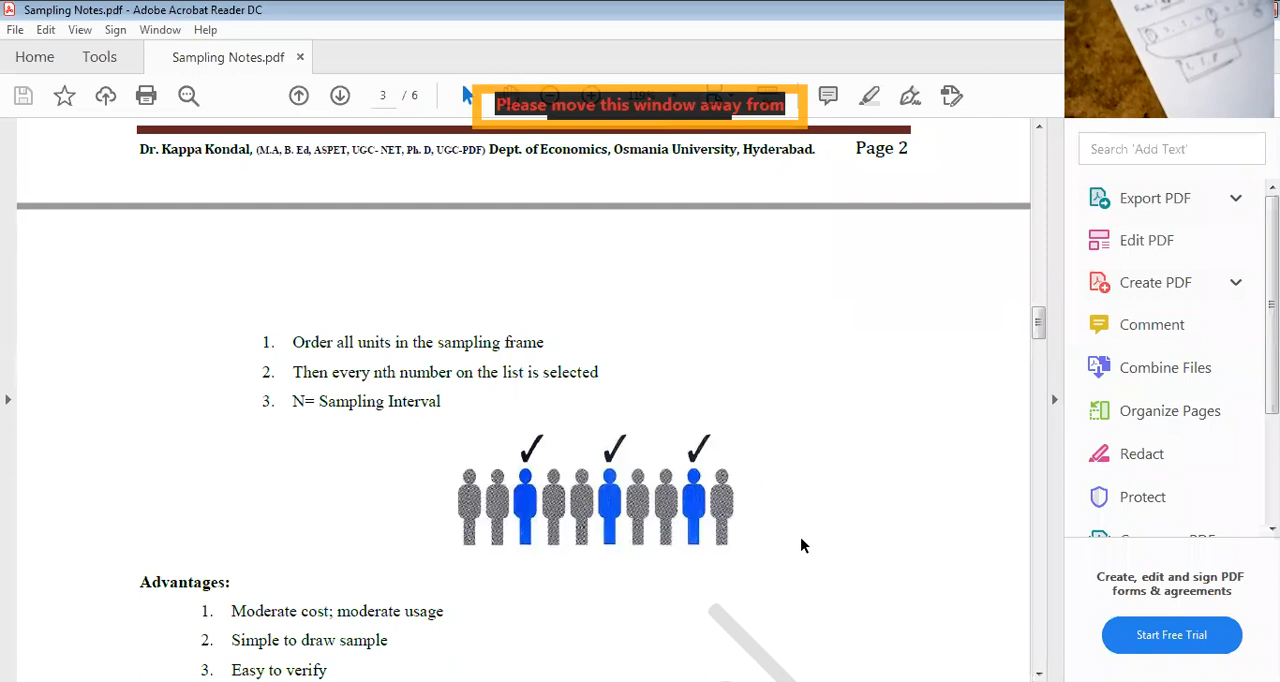 Sampling Notes.pdf - Adobe Acrobat Reader DC
File Edit View Sign Window Help
Home Tools Sampling Notes.pdf ×
3 / 6
Please move this window away from
Dr. Kappa Kondal, (M.A, B. Ed, ASPET, UGC- NET, Ph. D, UGC-PDF) Dept. of Economics, Osmania University, Hyderabad. Page 2
1. Order all units in the sampling frame
2. Then every nth number on the list is selected
3. N= Sampling Interval
Advantages:
1. Moderate cost; moderate usage
2. Simple to draw sample
3. Easy to verify
Search 'Add Text'
Export PDF
Edit PDF
Create PDF
Comment
Combine Files
Organize Pages
Redact
Protect
Create, edit and sign PDF
forms & agreements
Start Free Trial